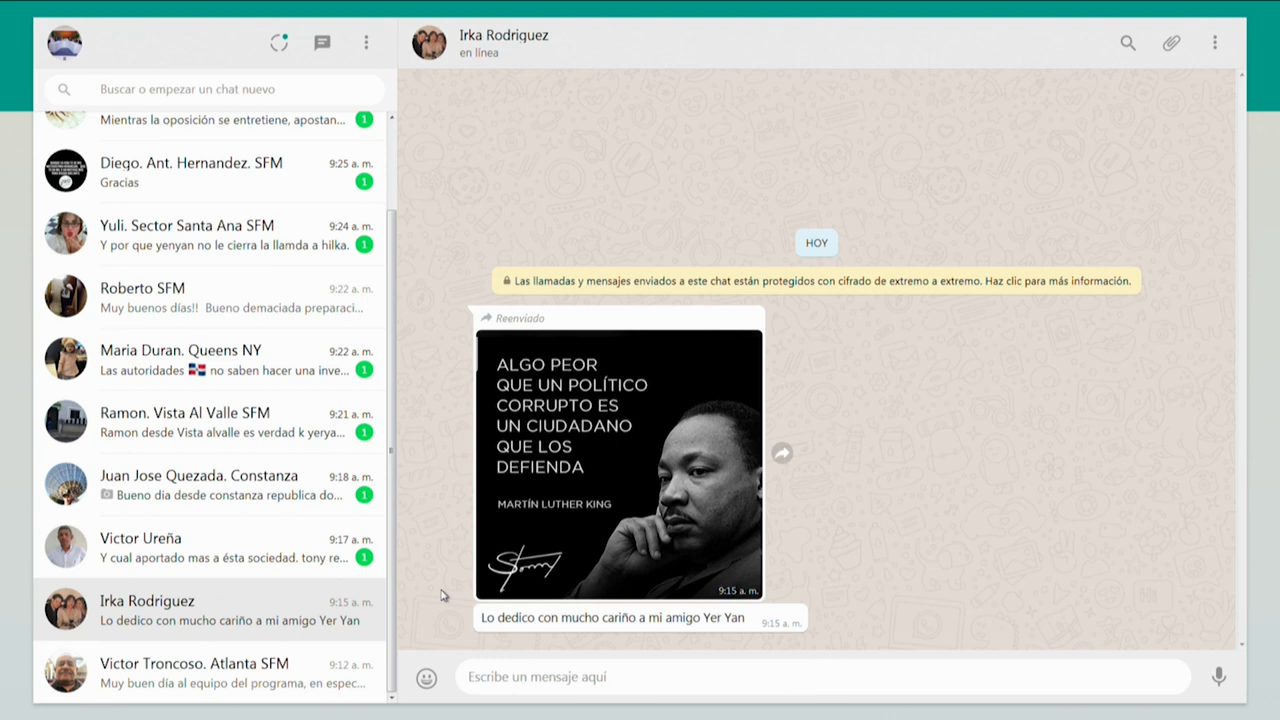 Buscar o empezar un chat nuevo
Mientras la oposición se entretiene, apostan...
1
Diego. Ant. Hernandez. SFM
9:25 a. m.
Gracias
1
Yuli. Sector Santa Ana SFM
9:24 a. m.
Y por que yenyan no le cierra la llamda a hilka.
1
Roberto SFM
9:22 a. m.
Muy buenos días!! Bueno demaciada preparaci...
Maria Duran. Queens NY
9:22 a. m.
Las autoridades 🇩🇴 no saben hacer una inve...
1
Ramon. Vista Al Valle SFM
9:21 a. m.
Ramon desde Vista alvalle es verdad k yerya...
1
Juan Jose Quezada. Constanza
9:18 a. m.
Bueno dia desde constanza republica do...
1
Victor Ureña
9:17 a. m.
Y cual aportado mas a ésta sociedad. tony re...
1
Irka Rodriguez
9:15 a. m.
Lo dedico con mucho cariño a mi amigo Yer Yan
Victor Troncoso. Atlanta SFM
9:12 a. m.
Muy buen día al equipo del programa, en espec...
Irka Rodriguez
en línea
HOY
Las llamadas y mensajes enviados a este chat están protegidos con cifrado de extremo a extremo. Haz clic para más información.
Reenviado
ALGO PEOR
QUE UN POLÍTICO
CORRUPTO ES
UN CIUDADANO
QUE LOS
DEFIENDA
MARTÍN LUTHER KING
9:15 a. m.
Lo dedico con mucho cariño a mi amigo Yer Yan
9:15 a. m.
Escribe un mensaje aquí